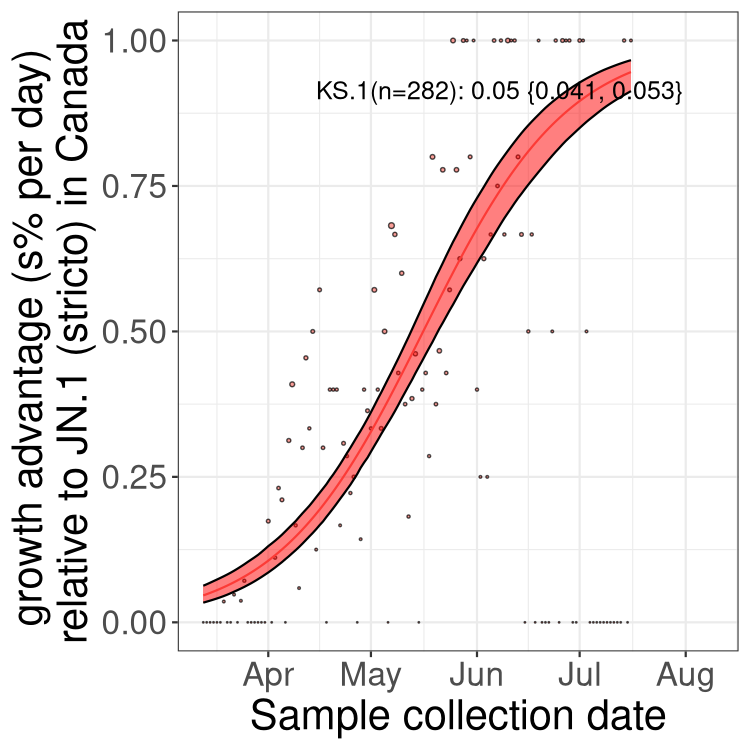 growth advantage (s% per day)
relative to JN.1 (stricto) in Canada
1.00
0.75
0.50
0.25
0.00
KS.1(n=282): 0.05 {0.041, 0.053}
Apr May Jun Jul Aug
Sample collection date